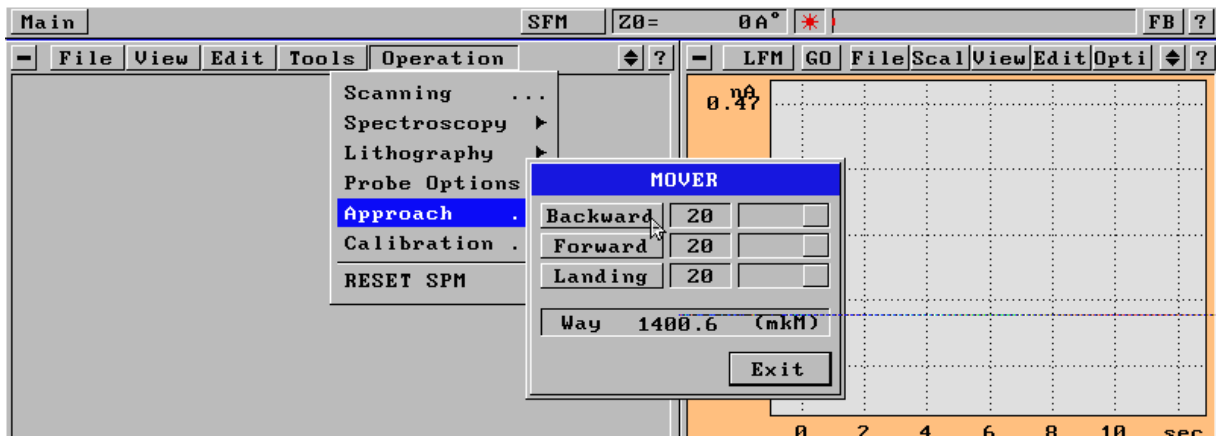 Main SFM Z0= 0A° FB ?
− File View Edit Tools Operation ? − LFM GO File Scal View Edit Opti ?
Scanning ...
Spectroscopy
Lithography
Probe Options
Approach .
Calibration .
RESET SPM
MOVER
Backward 20
Forward 20
Landing 20
Way 1400.6 (mkM)
Exit
nA
0.47
0 2 4 6 8 10 sec